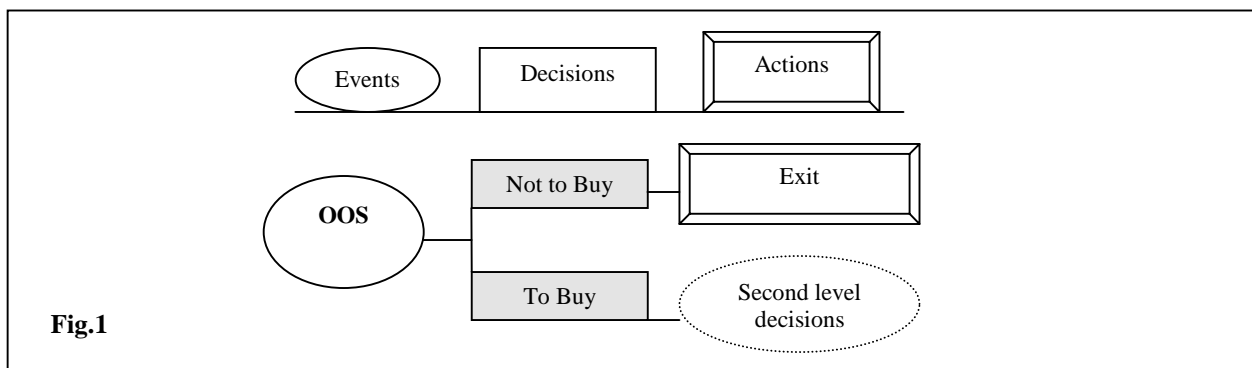 Events
Decisions
Actions
OOS
Not to Buy
Exit
To Buy
Second level
decisions
Fig.1